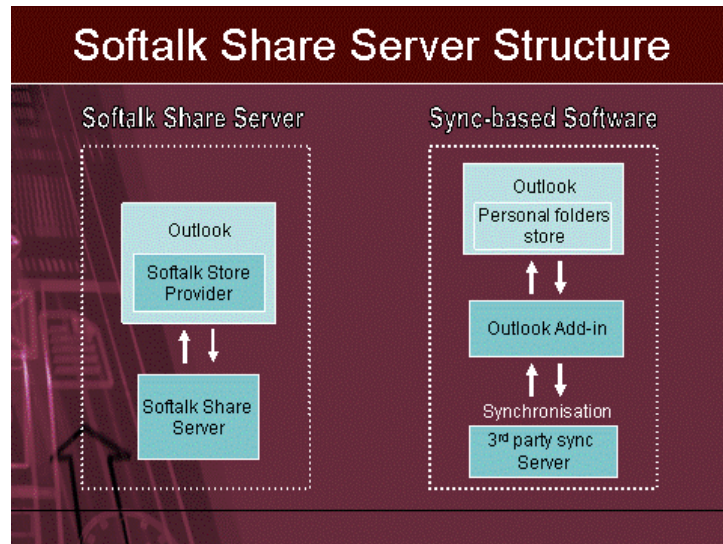 Softalk Share Server Structure
Softalk Share Server
Outlook
Softalk Store
Provider
Softalk Share
Server
Sync-based Software
Outlook
Personal folders
store
Outlook Add-in
Synchronisation
3rd party sync
Server